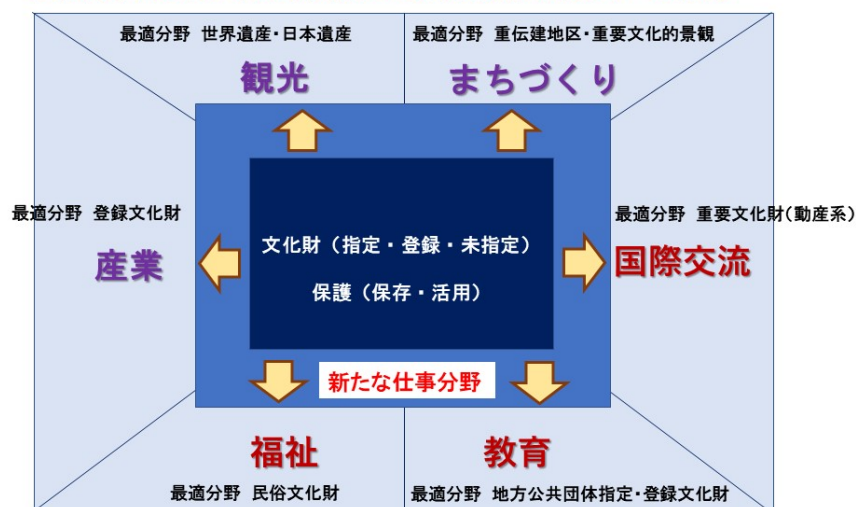 最適分野 世界遺産・日本遺産
観光
最適分野 重伝建地区・重要文化的景観
まちづくり
最適分野 登録文化財
産業
文化財（指定・登録・未指定）
保護（保存・活用）
最適分野 重要文化財（動産系）
国際交流
新たな仕事分野
福祉
最適分野 民俗文化財
教育
最適分野 地方公共団体指定・登録文化財